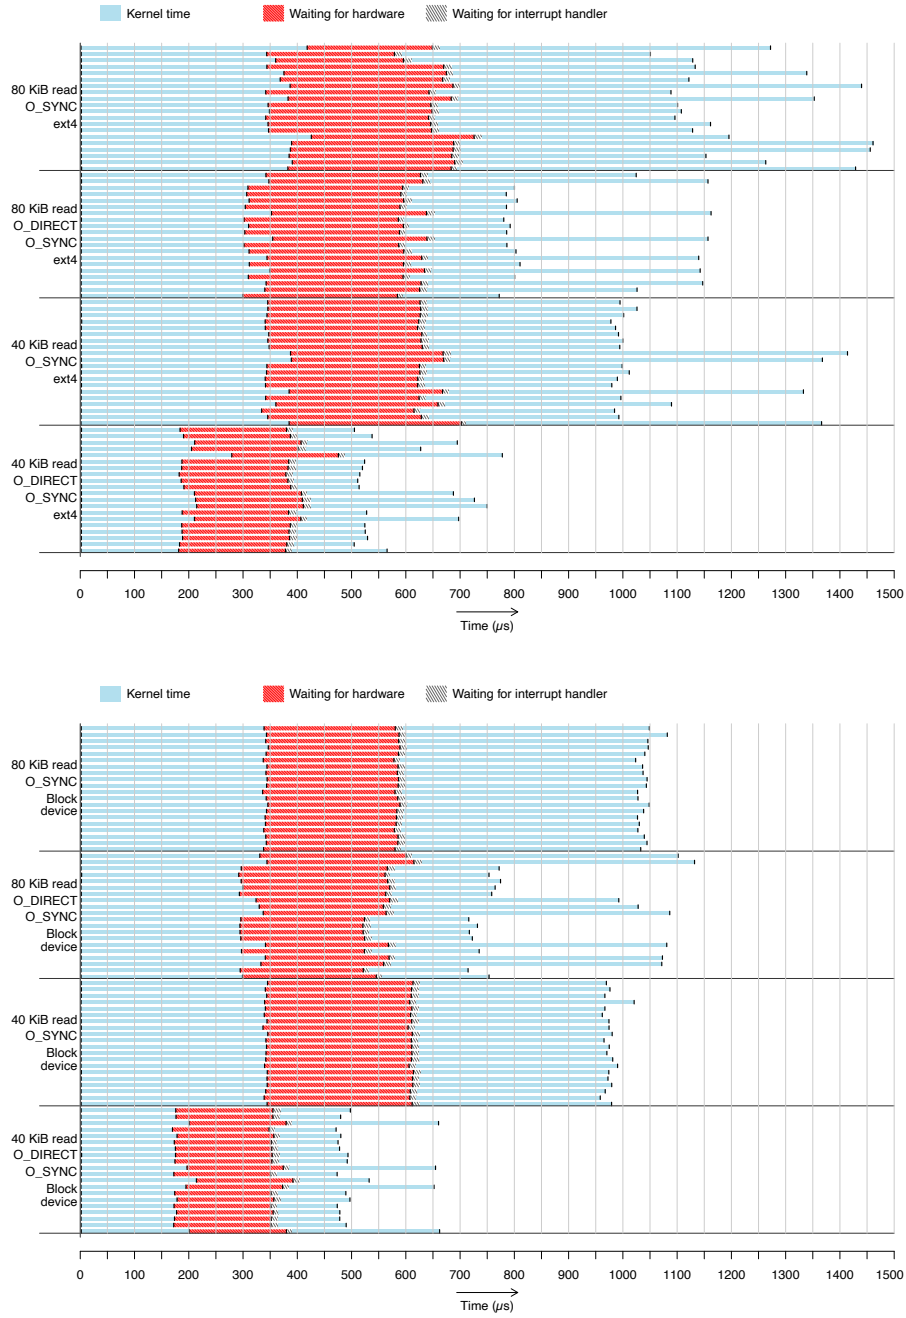 Kernel time Waiting for hardware Waiting for interrupt handler
80 KiB read
O_SYNC
ext4
80 KiB read
O_DIRECT
O_SYNC
ext4
40 KiB read
O_SYNC
ext4
40 KiB read
O_DIRECT
O_SYNC
ext4
0 100 200 300 400 500 600 700 800 900 1000 1100 1200 1300 1400 1500
Time (µs)
Kernel time Waiting for hardware Waiting for interrupt handler
80 KiB read
O_SYNC
Block
device
80 KiB read
O_DIRECT
O_SYNC
Block
device
40 KiB read
O_SYNC
Block
device
40 KiB read
O_DIRECT
O_SYNC
Block
device
0 100 200 300 400 500 600 700 800 900 1000 1100 1200 1300 1400 1500
Time (µs)